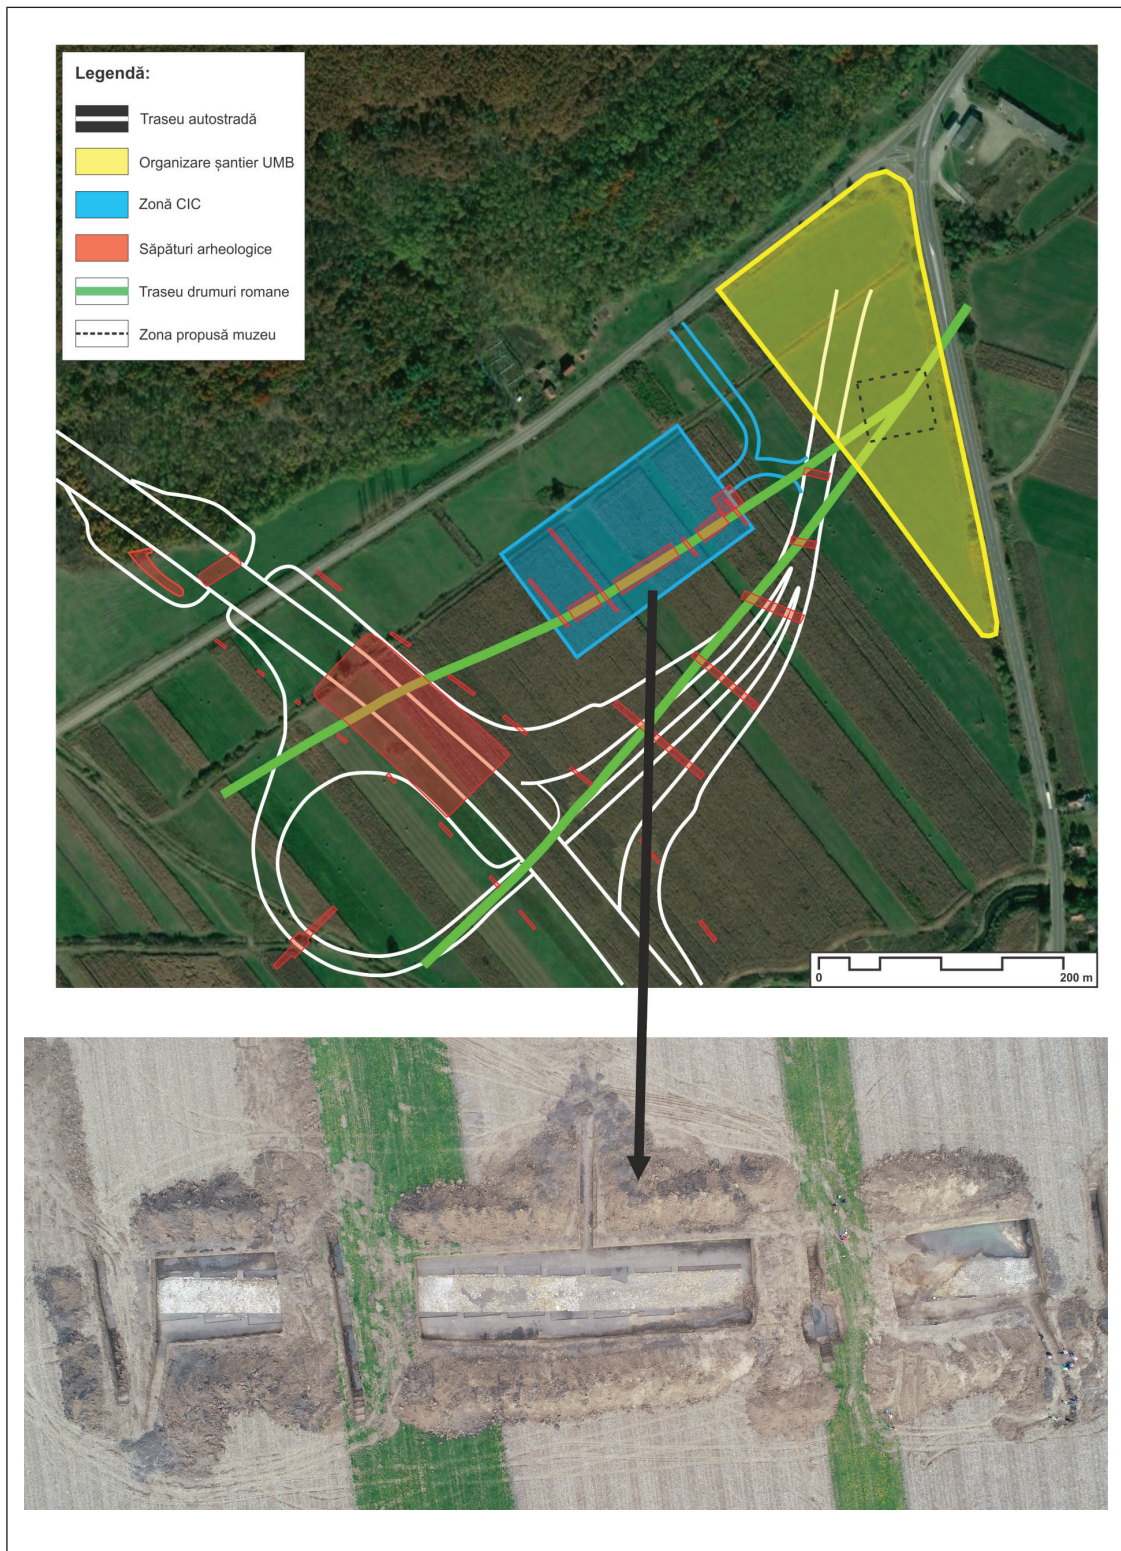 Legendă:
Traseu autostradă
Organizare șantier UMB
Zonă CIC
Săpături arheologice
Traseu drumuri romane
Zona propusă muzeu
0
200 m